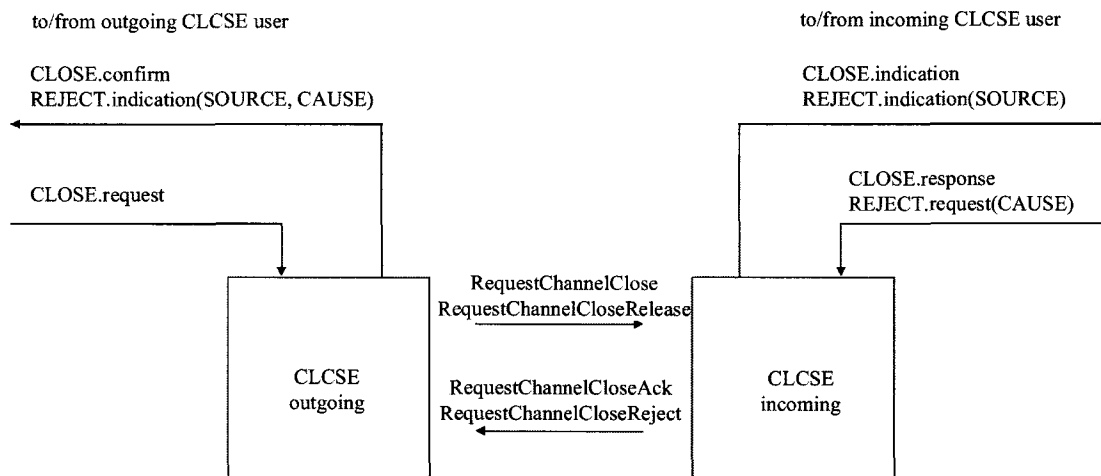 to/from outgoing CLCSE user
to/from incoming CLCSE user
CLOSE.confirm
REJECT.indication(SOURCE, CAUSE)
CLOSE.indication
REJECT.indication(SOURCE)
CLOSE.request
CLOSE.response
REJECT.request(CAUSE)
RequestChannelClose
RequestChannelCloseRelease
CLCSE
outgoing
RequestChannelCloseAck
RequestChannelCloseReject
CLCSE
incoming